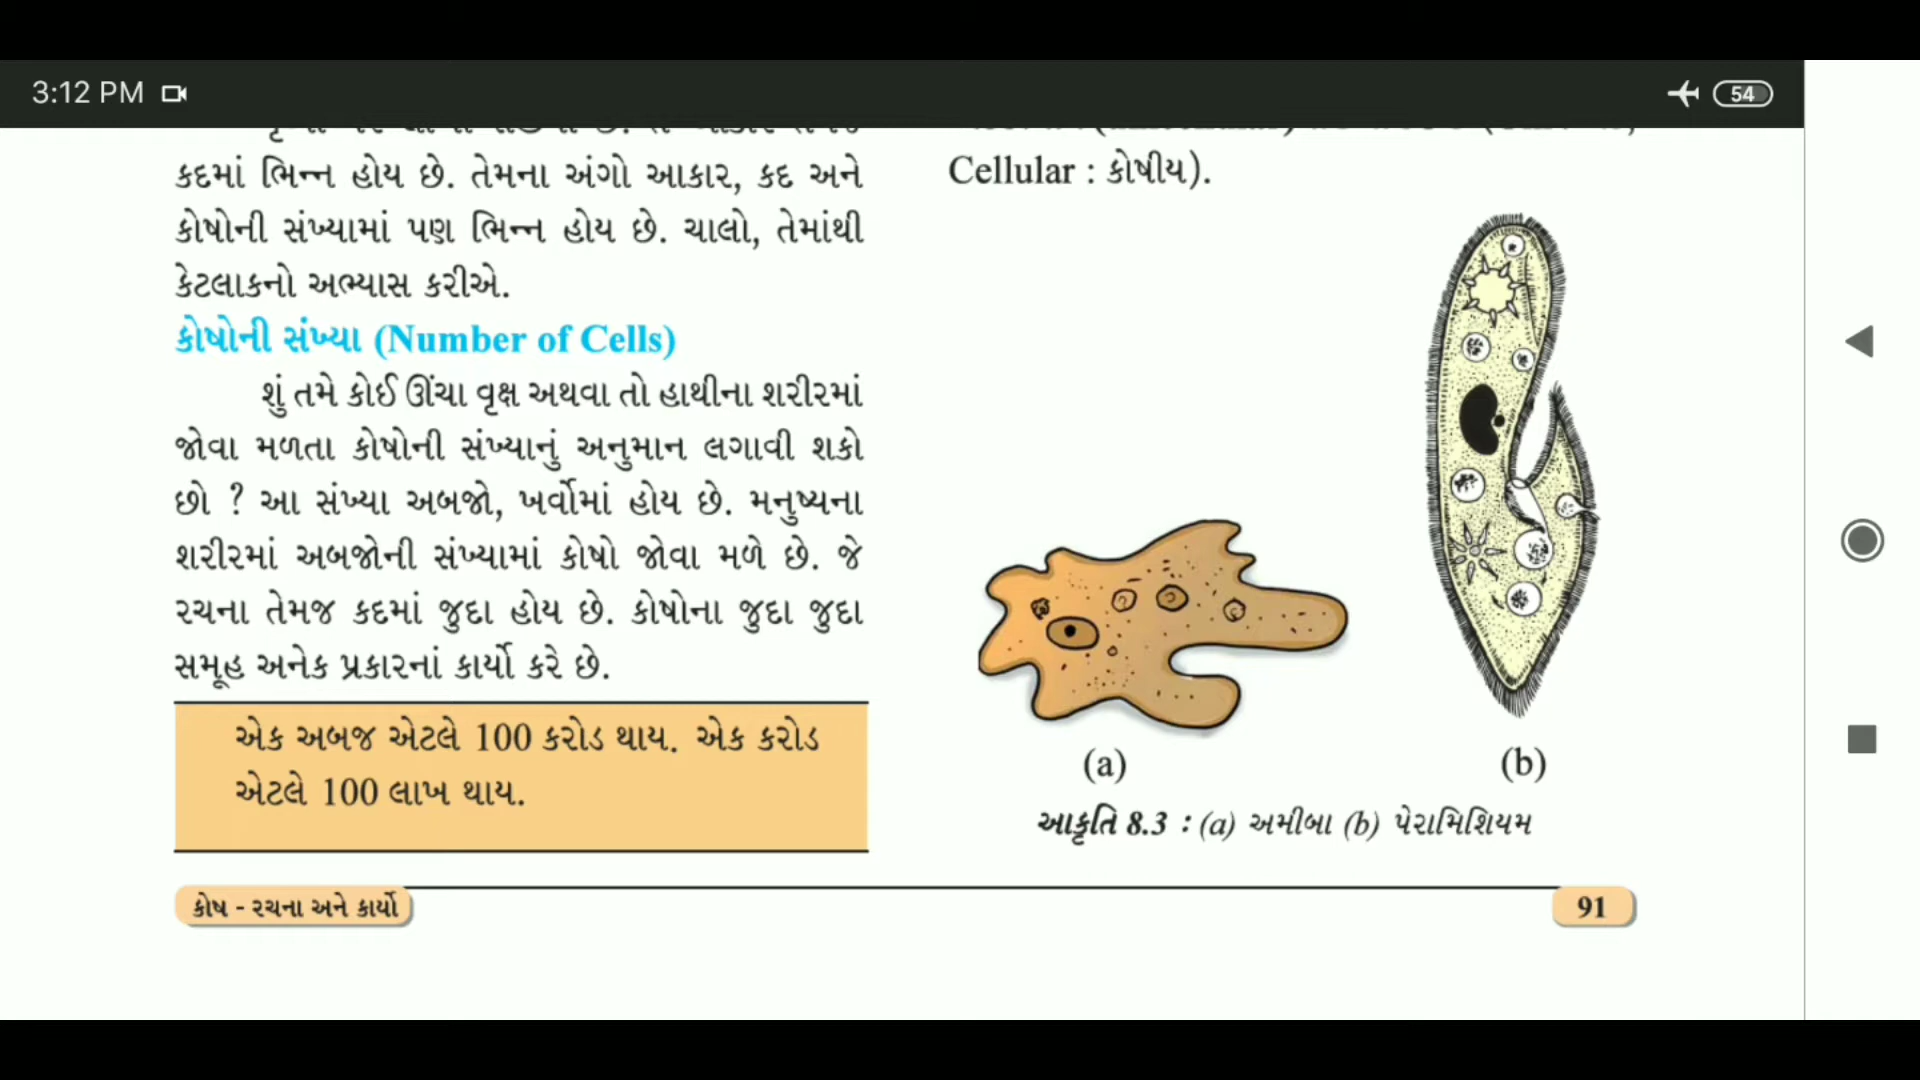 3:12 PM
54
કદમાં ભિન્ન હોય છે. તેમના અંગો આકાર, કદ અને
કોષોની સંખ્યામાં પણ ભિન્ન હોય છે. ચાલો, તેમાંથી
કેટલાકનો અભ્યાસ કરીએ.
કોષોની સંખ્યા (Number of Cells)
શું તમે કોઈ ઊંચા વૃક્ષ અથવા તો હાથીના શરીરમાં
જોવા મળતા કોષોની સંખ્યાનું અનુમાન લગાવી શકો
છો ? આ સંખ્યા અબજો, ખર્વોમાં હોય છે. મનુષ્યના
શરીરમાં અબજોની સંખ્યામાં કોષો જોવા મળે છે. જે
રચના તેમજ કદમાં જુદા હોય છે. કોષોના જુદા જુદા
સમૂહ અનેક પ્રકારનાં કાર્યો કરે છે.
એક અબજ એટલે 100 કરોડ થાય. એક કરોડ
એટલે 100 લાખ થાય.
Cellular : કોષીય).
(a)
(b)
આકૃતિ 8.3 : (a) અમીબા (b) પેરામિશિયમ
કોષ - રચના અને કાર્યો
91